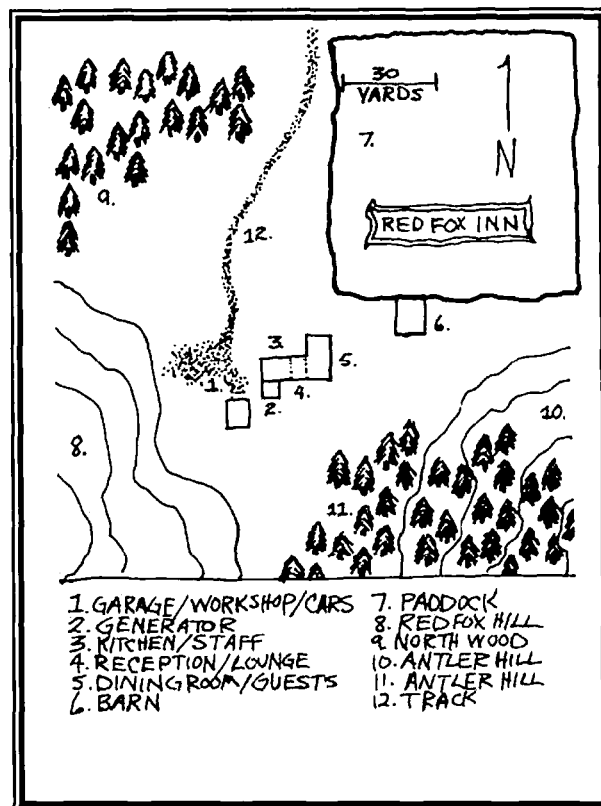 30
YARDS
7.
N
RED FOX INN
9.
12.
6.
3.
5.
1.
4.
2.
8.
10.
11.
1. GARAGE/WORKSHOP/CARS
2. GENERATOR
3. KITCHEN/STAFF
4. RECEPTION/LOUNGE
5. DINING ROOM/GUESTS
6. BARN
7. PADDOCK
8. RED FOX HILL
9. NORTH WOOD
10. ANTLER HILL
11. ANTLER HILL
12. TRACK